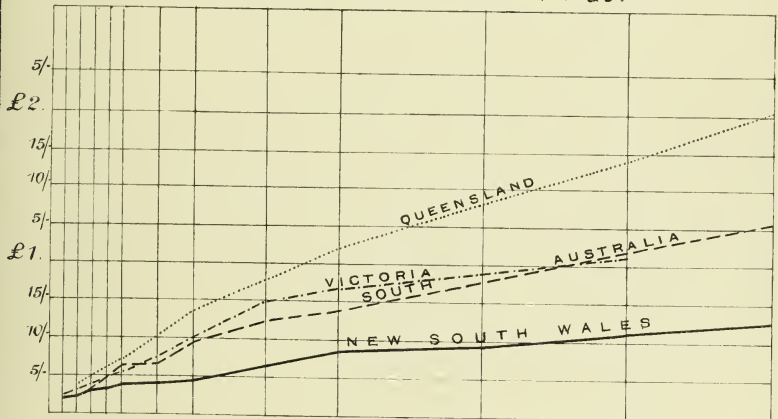 5/-
£2.
15/-
10/-
5/-
£1.
15/-
10/-
5/-
QUEENSLAND
VICTORIA
SOUTH AUSTRALIA
NEW SOUTH WALES